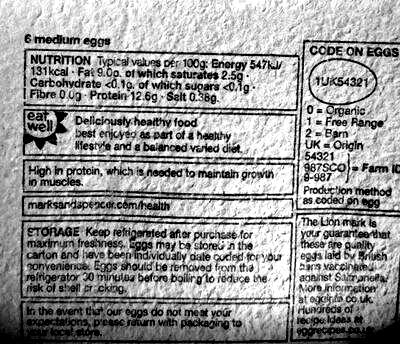 6 medium eggs
NUTRITION Typical values per 100g: Energy 547kJ/
131kcal · Fat 9.0g, of which saturates 2.5g ·
Carbohydrate <0.1g, of which sugars <0.1g ·
Fibre 0.0g · Protein 12.6g · Salt 0.38g.
eat
well
Deliciously healthy food
best enjoyed as part of a healthy
lifestyle and a balanced varied diet.
High in protein, which is needed to maintain growth
in muscles.
marksandspencer.com/health
STORAGE Keep refrigerated after purchase for
maximum freshness. Eggs may be stored in the
carton and have been individually date coded for your
convenience. Eggs should be removed from the
refrigerator 30 minutes before boiling to reduce the
risk of shell cracking.
In the event that our eggs do not meet your
expectations, please return with packaging to
your local store.
CODE ON EGGS
1UK54321
0 = Organic
1 = Free Range
2 = Barn
UK = Origin
54321
987SCO = Farm ID
9-987
Production method
as coded on egg
The Lion mark is
your guarantee that
these are quality
eggs laid by British
hens vaccinated
against Salmonella.
More information
at egginfo.co.uk.
Hundreds of
recipe ideas at
eggrecipes.co.uk